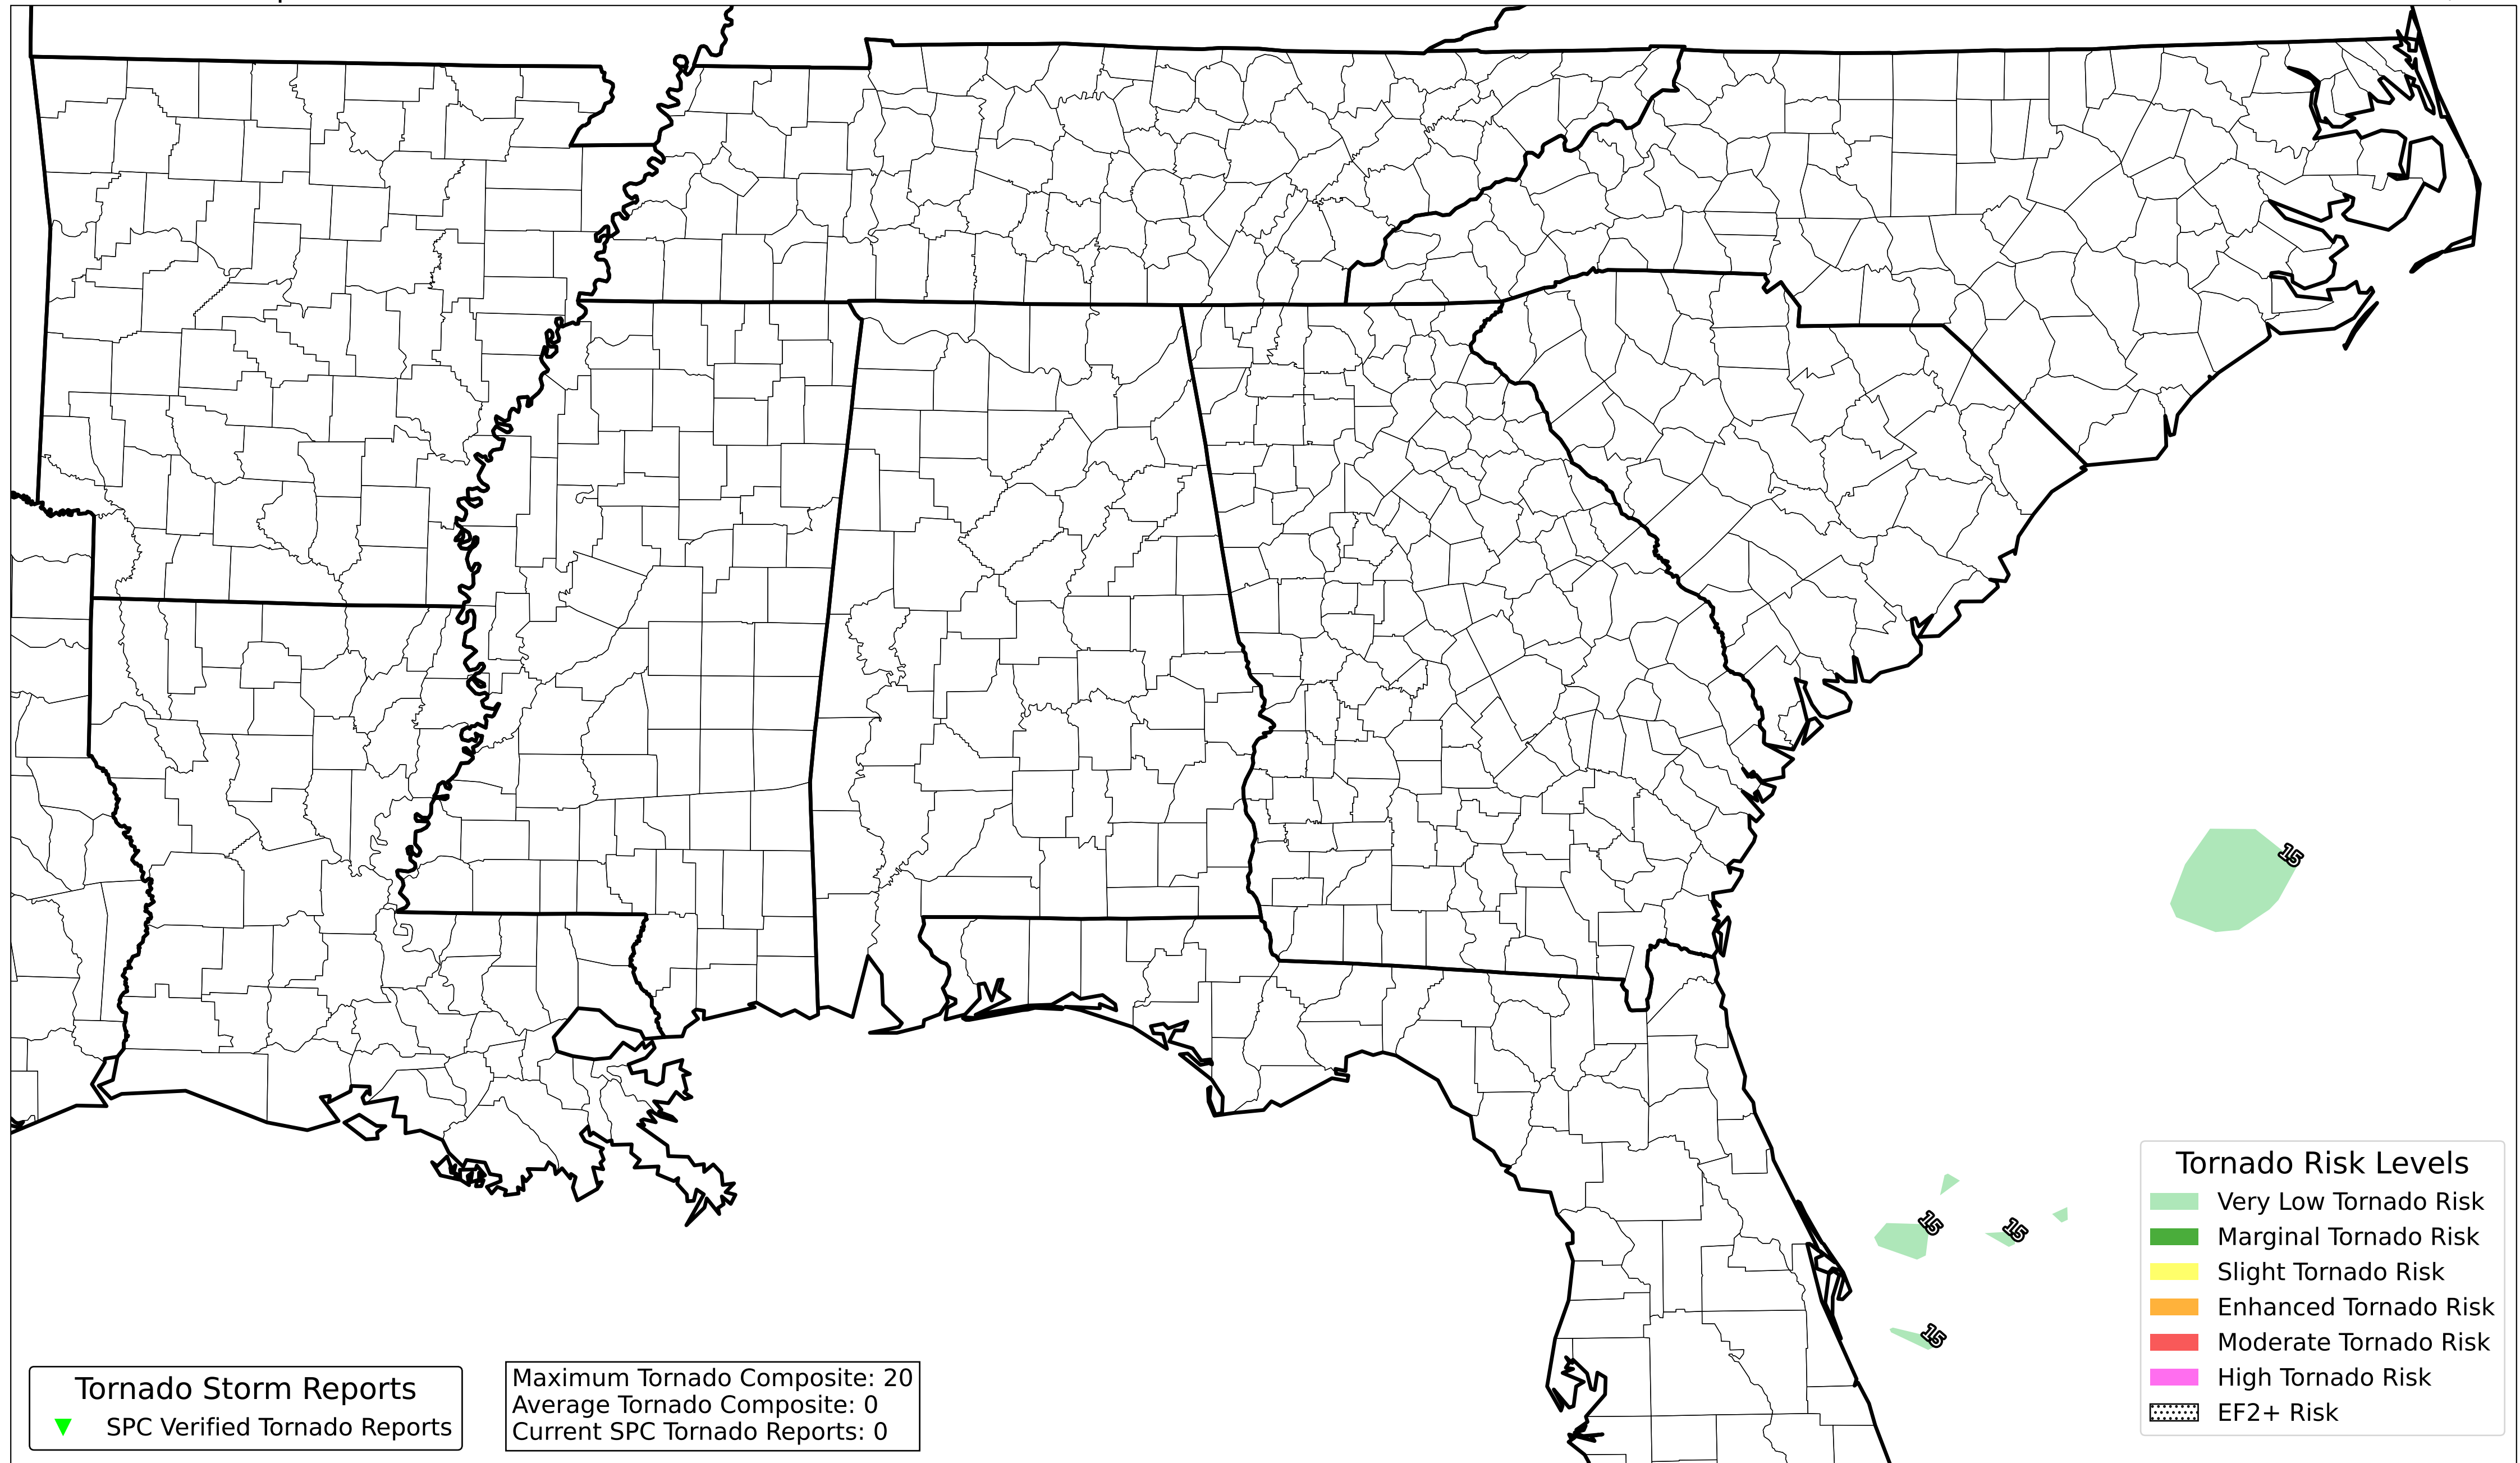 15
15
15
15
Tornado Risk Levels
Very Low Tornado Risk
Marginal Tornado Risk
Slight Tornado Risk
Enhanced Tornado Risk
Moderate Tornado Risk
High Tornado Risk
EF2+ Risk
Tornado Storm Reports
SPC Verified Tornado Reports
Maximum Tornado Composite: 20
Average Tornado Composite: 0
Current SPC Tornado Reports: 0